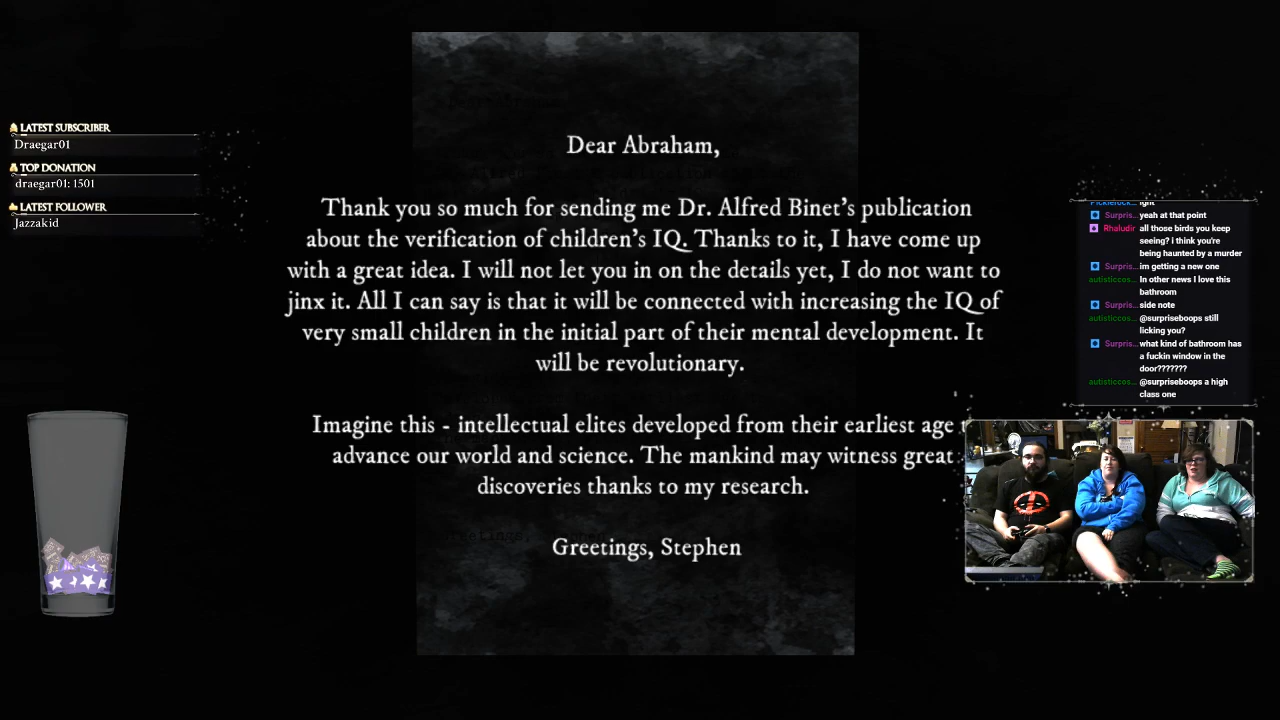 LATEST SUBSCRIBER
Draegar01
TOP DONATION
draegar01: 1501
LATEST FOLLOWER
Jazzakid
Dear Abraham,
Thank you so much for sending me Dr. Alfred Binet's publication
about the verification of children's IQ. Thanks to it, I have come up
with a great idea. I will not let you in on the details yet, I do not want to
jinx it. All I can say is that it will be connected with increasing the IQ of
very small children in the initial part of their mental development. It
will be revolutionary.
Imagine this - intellectual elites developed from their earliest age
advance our world and science. The mankind may witness great
discoveries thanks to my research.
Greetings, Stephen
Surpris... yeah at that point
Rhaludir all those birds you keep
seeing? i think you're
being haunted by a murder
Surpris... im getting a new one
autisticcos... In other news I love this
bathroom
Surpris... side note
autisticcos... @surpriseboops still
licking you?
Surpris... what kind of bathroom has
a fuckin window in the
door???????
autisticcos... @surpriseboops a high
class one